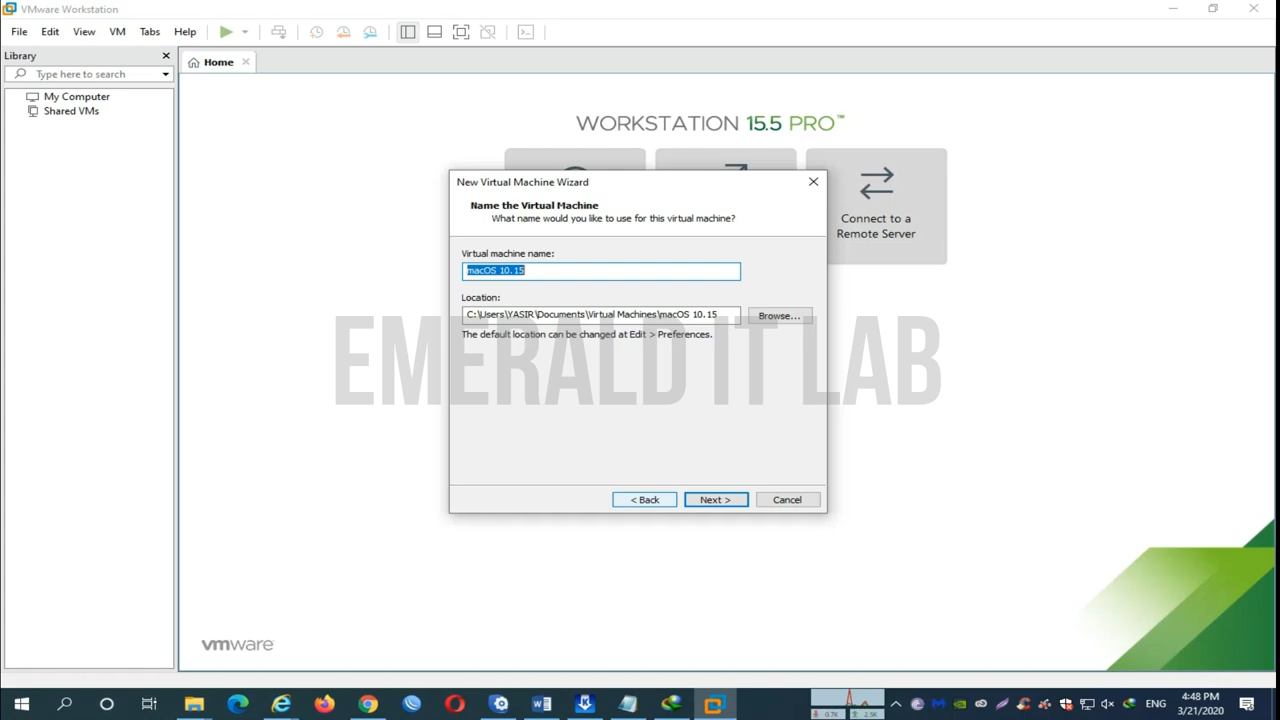 VMware Workstation
File Edit View VM Tabs Help
Library
Type here to search
My Computer
Shared VMs
Home
WORKSTATION 15.5 PRO™
Connect to a
Remote Server
New Virtual Machine Wizard
Name the Virtual Machine
What name would you like to use for this virtual machine?
Virtual machine name:
macOS 10.15
Location:
C:\Users\YASIR\Documents\Virtual Machines\macOS 10.15
Browse...
The default location can be changed at Edit > Preferences.
EMERALD IT LAB
< Back Next > Cancel
vmware
0.7K 2.5K
ENG
4:48 PM
3/21/2020